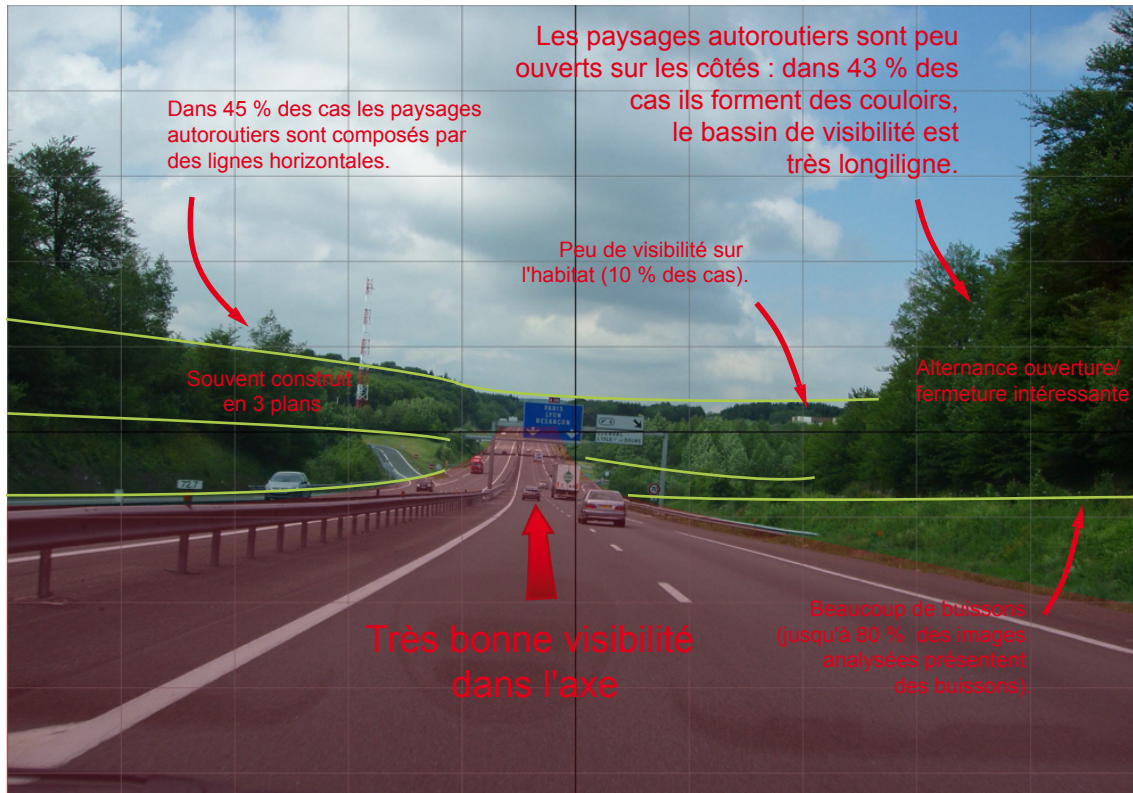 Les paysages autoroutiers sont peu
ouverts sur les côtés : dans 43 % des
cas ils forment des couloirs,
le bassin de visibilité est
très longiligne.
Dans 45 % des cas les paysages
autoroutiers sont composés par
des lignes horizontales.
Peu de visibilité sur
l'habitat (10 % des cas).
Souvent construit
en 3 plans
Alternance ouverture/
fermeture intéressante
PARIS
LYON
BESANÇON
72.7
Très bonne visibilité
dans l'axe
Beaucoup de buissons
(jusqu'à 80 % des images
analysées présentent
des buissons)